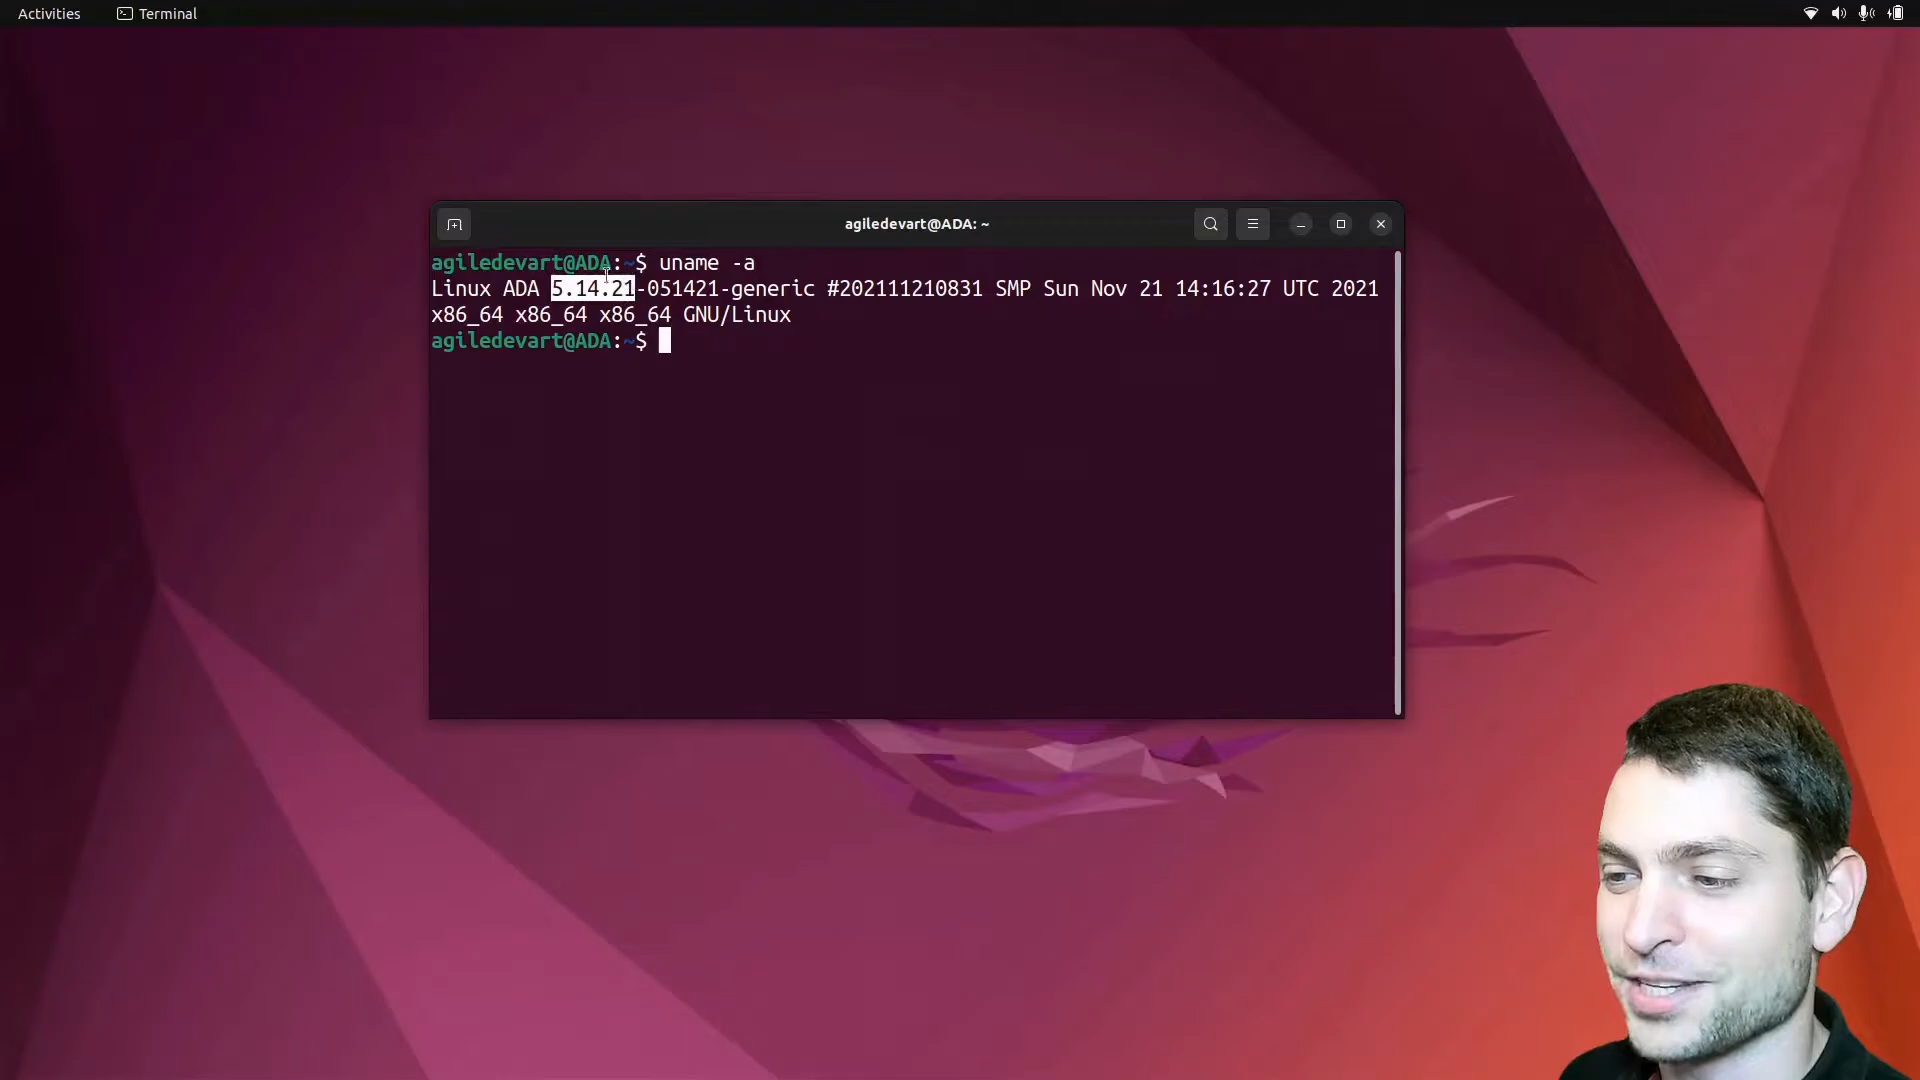 Activities Terminal
agiledevart@ADA: ~
agiledevart@ADA:~$ uname -a
Linux ADA 5.14.21-051421-generic #202111210831 SMP Sun Nov 21 14:16:27 UTC 2021
x86_64 x86_64 x86_64 GNU/Linux
agiledevart@ADA:~$